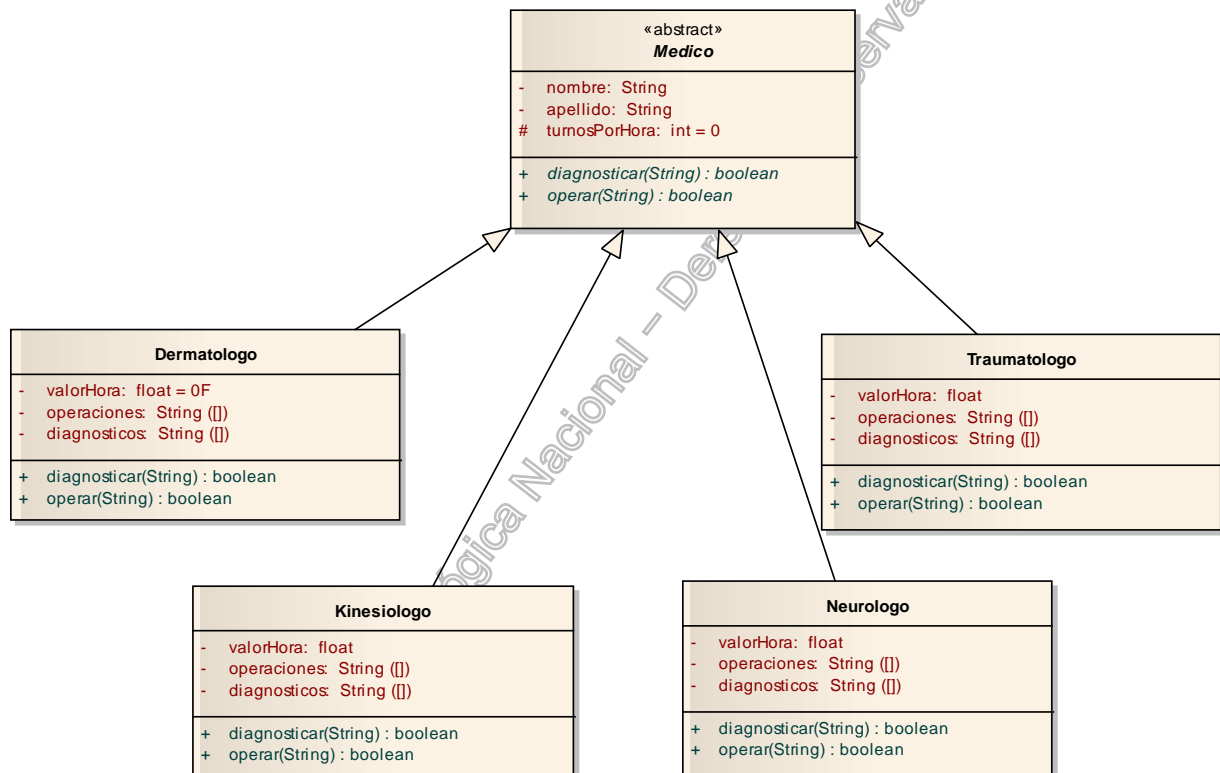 «abstract»
Medico
- nombre: String
- apellido: String
# turnosPorHora: int = 0
+ diagnosticar(String) : boolean
+ operar(String) : boolean
Dermatologo
- valorHora: float = 0F
- operaciones: String ([])
- diagnosticos: String ([])
+ diagnosticar(String) : boolean
+ operar(String) : boolean
Traumatologo
- valorHora: float
- operaciones: String ([])
- diagnosticos: String ([])
+ diagnosticar(String) : boolean
+ operar(String) : boolean
Kinesiologo
- valorHora: float
- operaciones: String ([])
- diagnosticos: String ([])
+ diagnosticar(String) : boolean
+ operar(String) : boolean
Neurologo
- valorHora: float
- operaciones: String ([])
- diagnosticos: String ([])
+ diagnosticar(String) : boolean
+ operar(String) : boolean
Nacional –